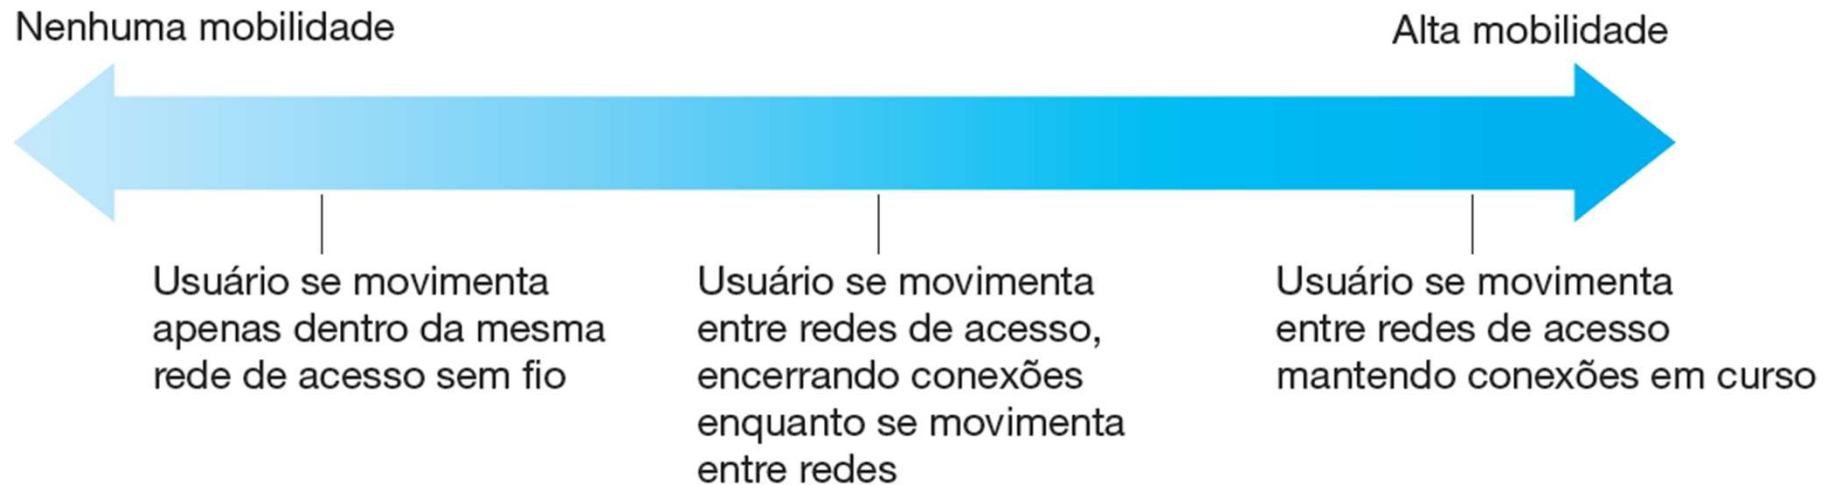 Nenhuma mobilidade
Alta mobilidade
Usuário se movimenta
apenas dentro da mesma
rede de acesso sem fio
Usuário se movimenta
entre redes de acesso,
encerrando conexões
enquanto se movimenta
entre redes
Usuário se movimenta
entre redes de acesso
mantendo conexões em curso